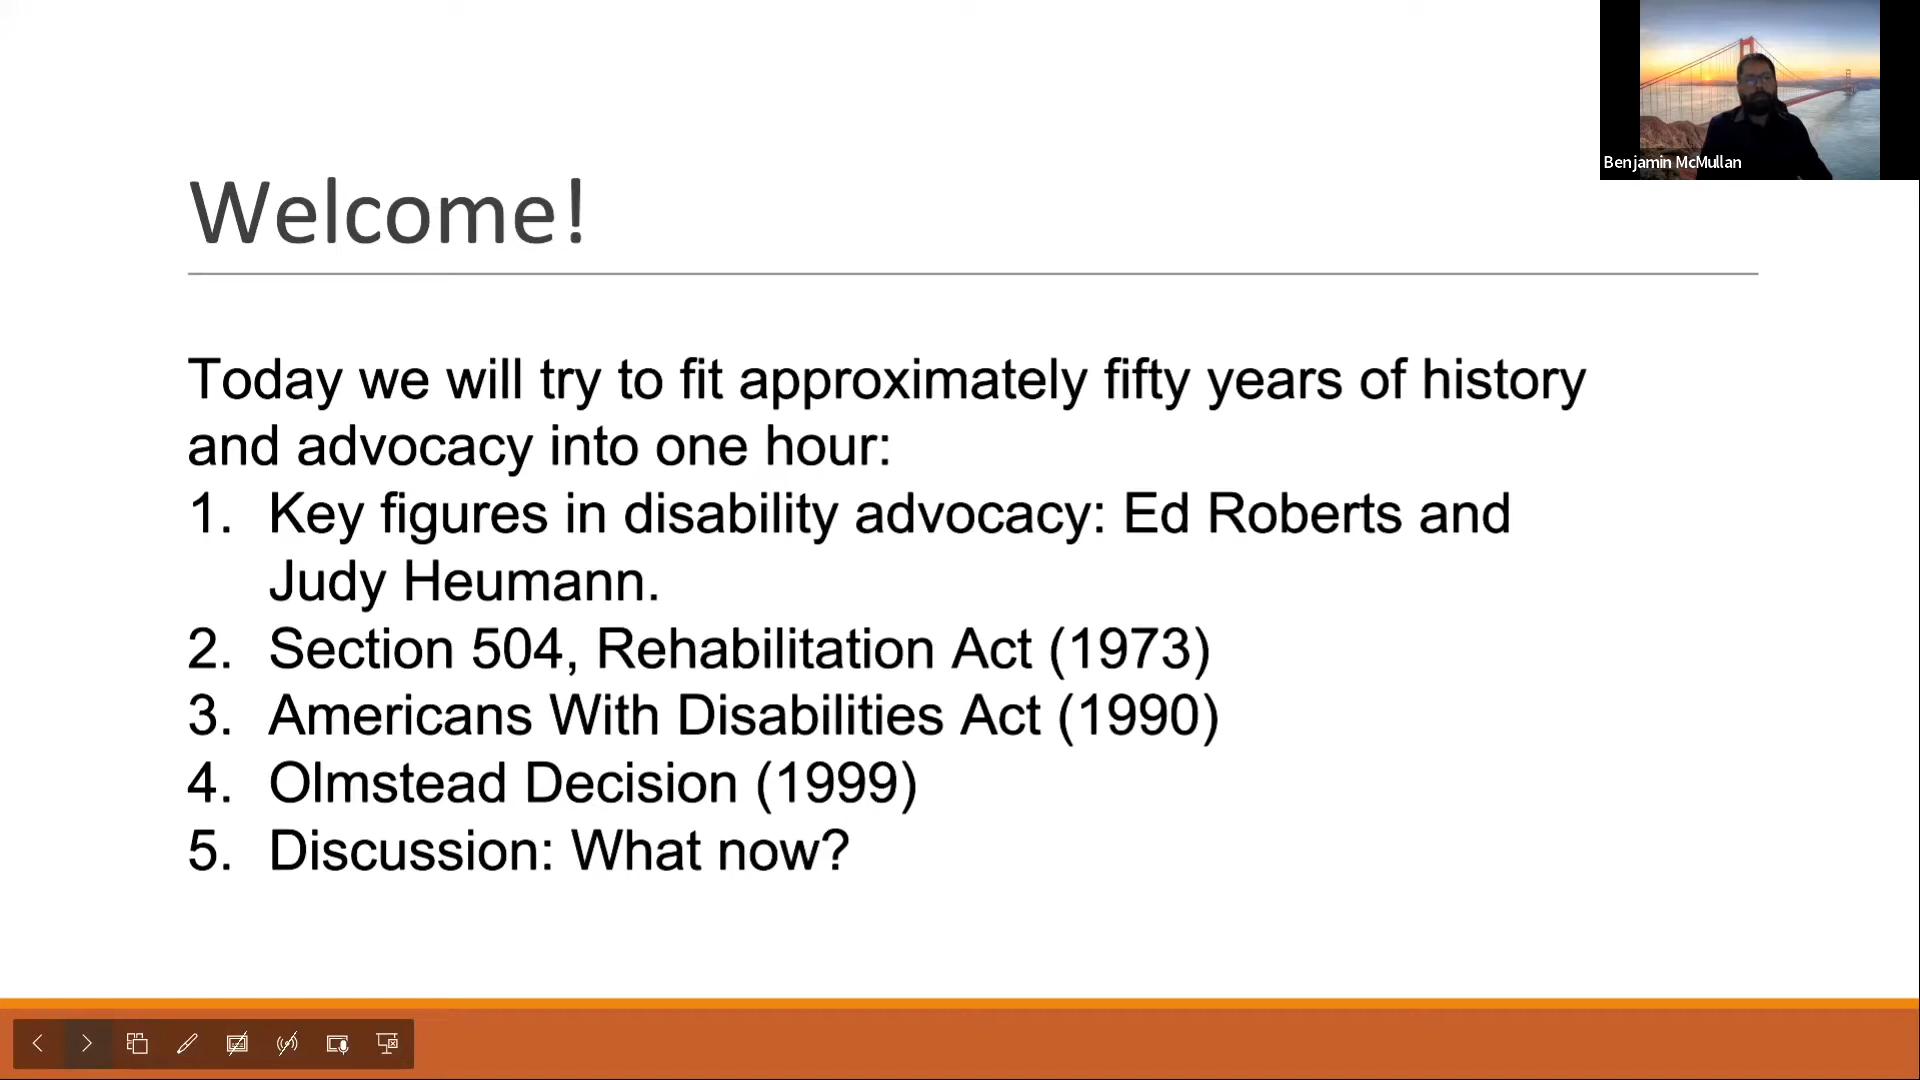 Benjamin McMullan
Welcome!
Today we will try to fit approximately fifty years of history
and advocacy into one hour:
1. Key figures in disability advocacy: Ed Roberts and
Judy Heumann.
2. Section 504, Rehabilitation Act (1973)
3. Americans With Disabilities Act (1990)
4. Olmstead Decision (1999)
5. Discussion: What now?